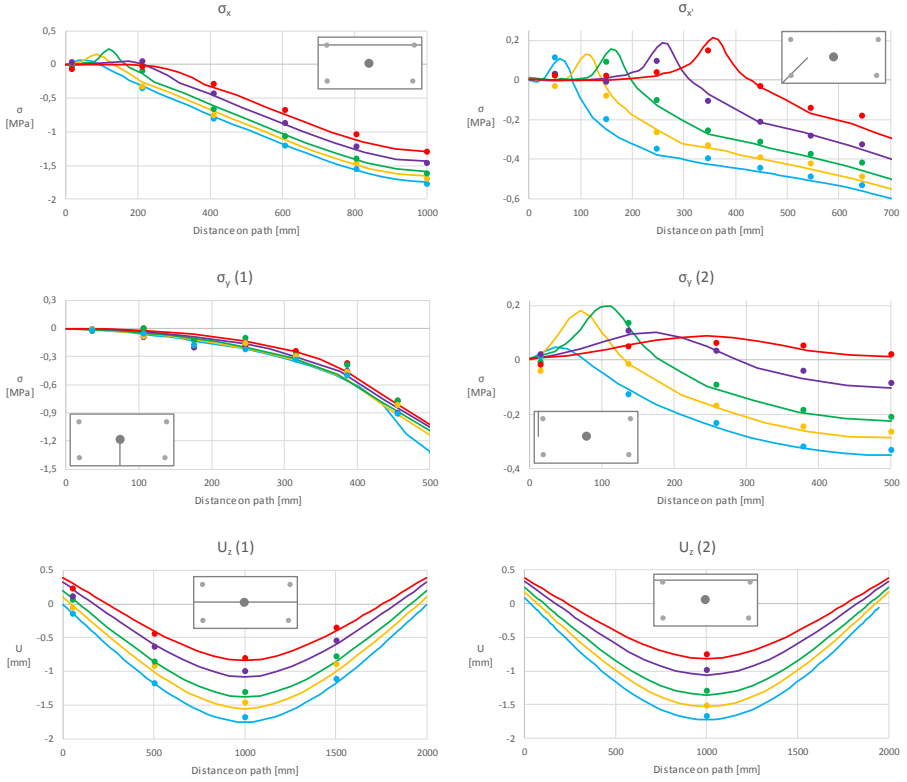 σx
0,5
0
-0,5
-1
-1,5
-2
σ
[MPa]
0 200 400 600 800 1000
Distance on path [mm]
σx'
0,2
0
-0,2
-0,4
-0,6
σ
[MPa]
0 100 200 300 400 500 600 700
Distance on path [mm]
σy (1)
0,3
0
-0,3
-0,6
-0,9
-1,2
-1,5
σ
[MPa]
0 100 200 300 400 500
Distance on path [mm]
σy (2)
0,2
0
-0,2
-0,4
σ
[MPa]
0 100 200 300 400 500
Distance on path [mm]
Uz (1)
0.5
0
-0.5
-1
-1.5
-2
U
[mm]
0 500 1000 1500 2000
Distance on path [mm]
Uz (2)
0.5
0
-0.5
-1
-1.5
-2
U
[mm]
0 500 1000 1500 2000
Distance on path [mm]